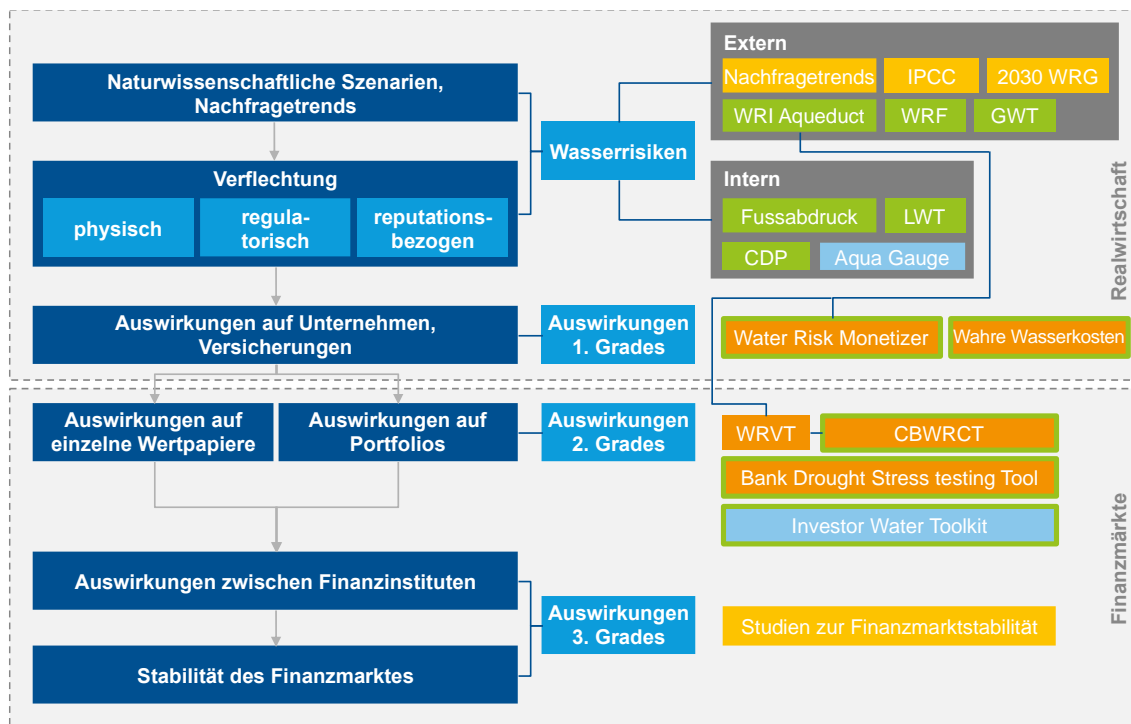 Naturwissenschaftliche Szenarien,
Nachfragetrends
Verflechtung
physisch
regula-
torisch
reputations-
bezogen
Wasserrisiken
Extern
Nachfragetrends
IPCC
2030 WRG
WRI Aqueduct
WRF
GWT
Intern
Fussabdruck
LWT
CDP
Aqua Gauge
Realwirtschaft
Auswirkungen auf Unternehmen,
Versicherungen
Auswirkungen
1. Grades
Water Risk Monetizer
Wahre Wasserkosten
Auswirkungen auf
einzelne Wertpapiere
Auswirkungen auf
Portfolios
Auswirkungen
2. Grades
WRVT
CBWRCT
Bank Drought Stress testing Tool
Investor Water Toolkit
Finanzmärkte
Auswirkungen zwischen Finanzinstituten
Auswirkungen
3. Grades
Studien zur Finanzmarktstabilität
Stabilität des Finanzmarktes